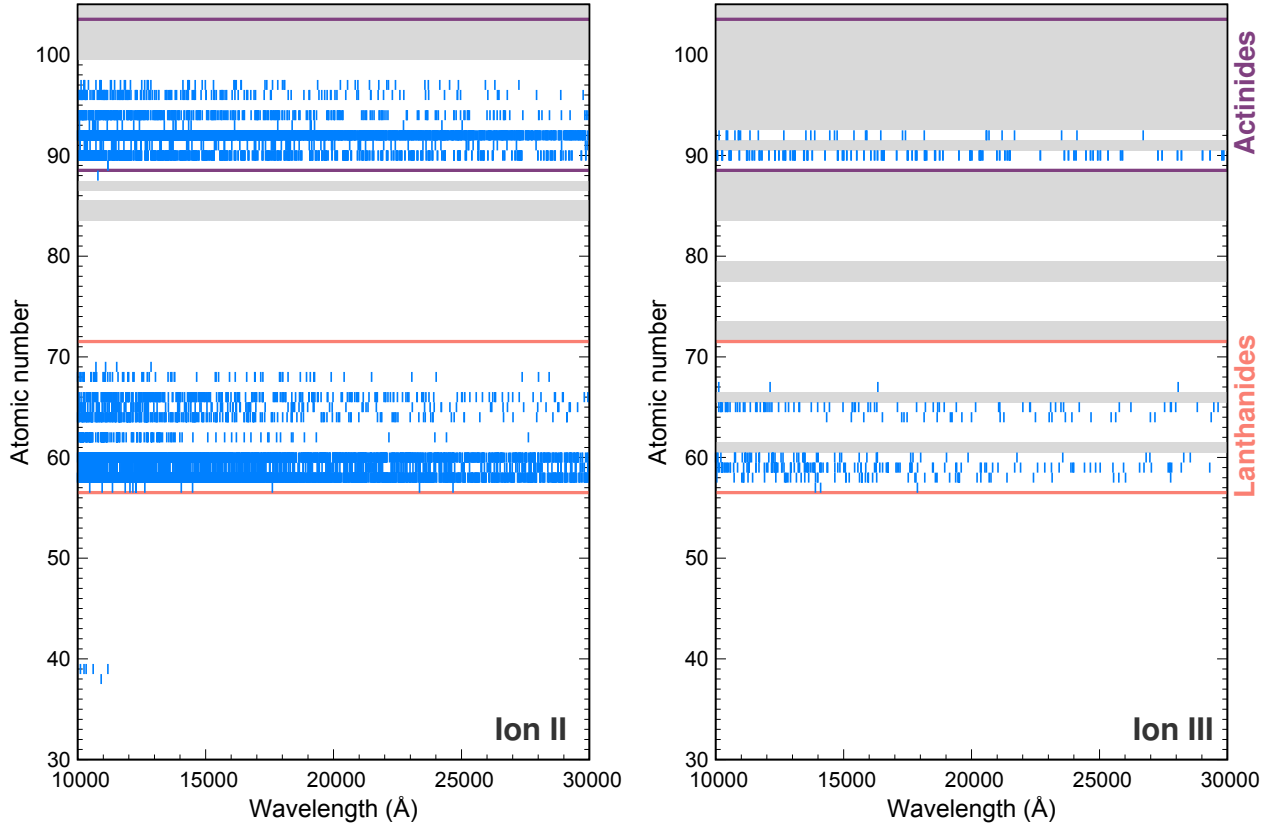 100
90
80
70
60
50
40
30
Atomic number
10000 15000 20000 25000 30000
Wavelength (Å)
Ion II
100
90
80
70
60
50
40
30
Atomic number
10000 15000 20000 25000 30000
Wavelength (Å)
Ion III
Actinides
Lanthanides